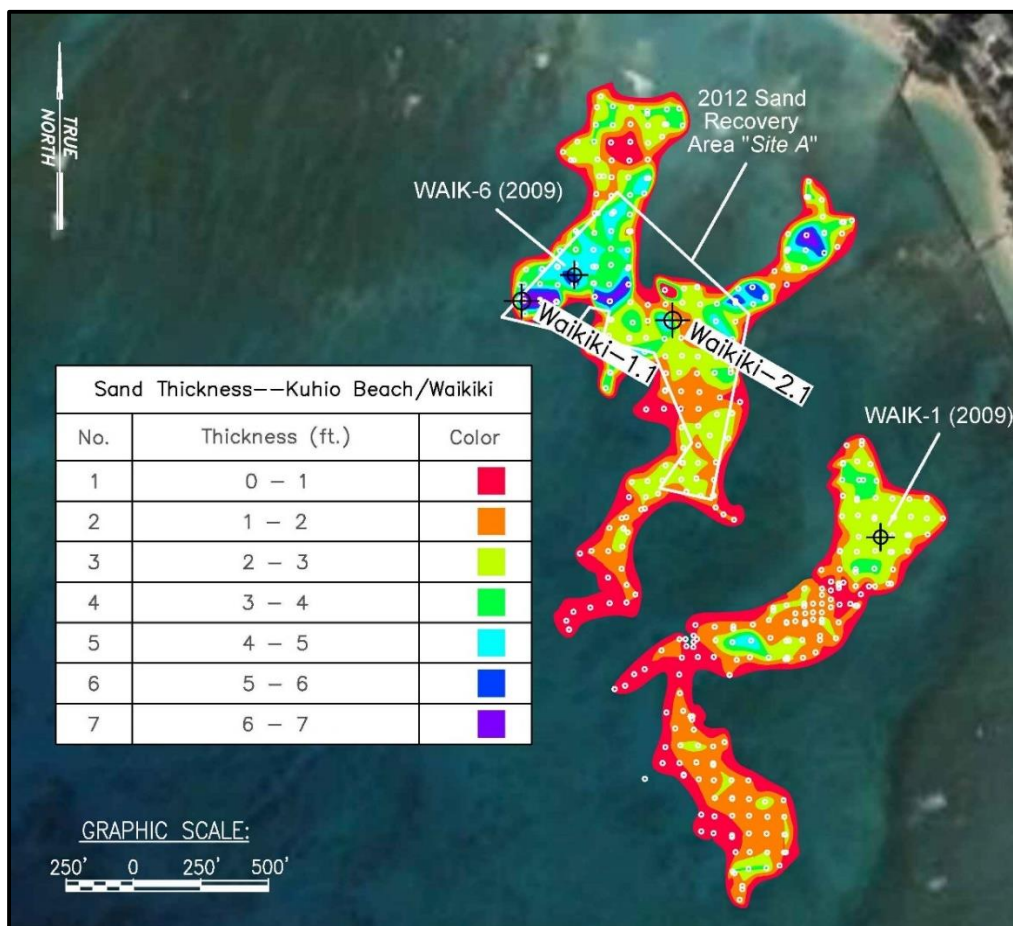 TRUE
NORTH
2012 Sand
Recovery
Area "Site A"
WAIK-6 (2009)
Waikiki-1.1
Waikiki-2.1
WAIK-1 (2009)
Sand Thickness--Kuhio Beach/Waikiki
No. Thickness (ft.) Color
1 0 - 1
2 1 - 2
3 2 - 3
4 3 - 4
5 4 - 5
6 5 - 6
7 6 - 7
GRAPHIC SCALE:
250' 0 250' 500'